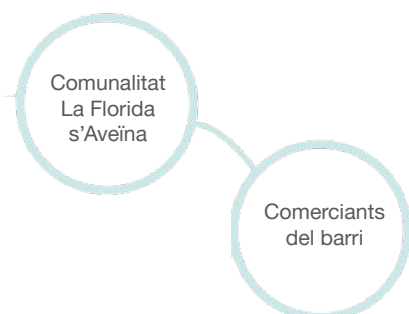 Comunalitat
La Florida
s’Aveïna
Comerciants
del barri